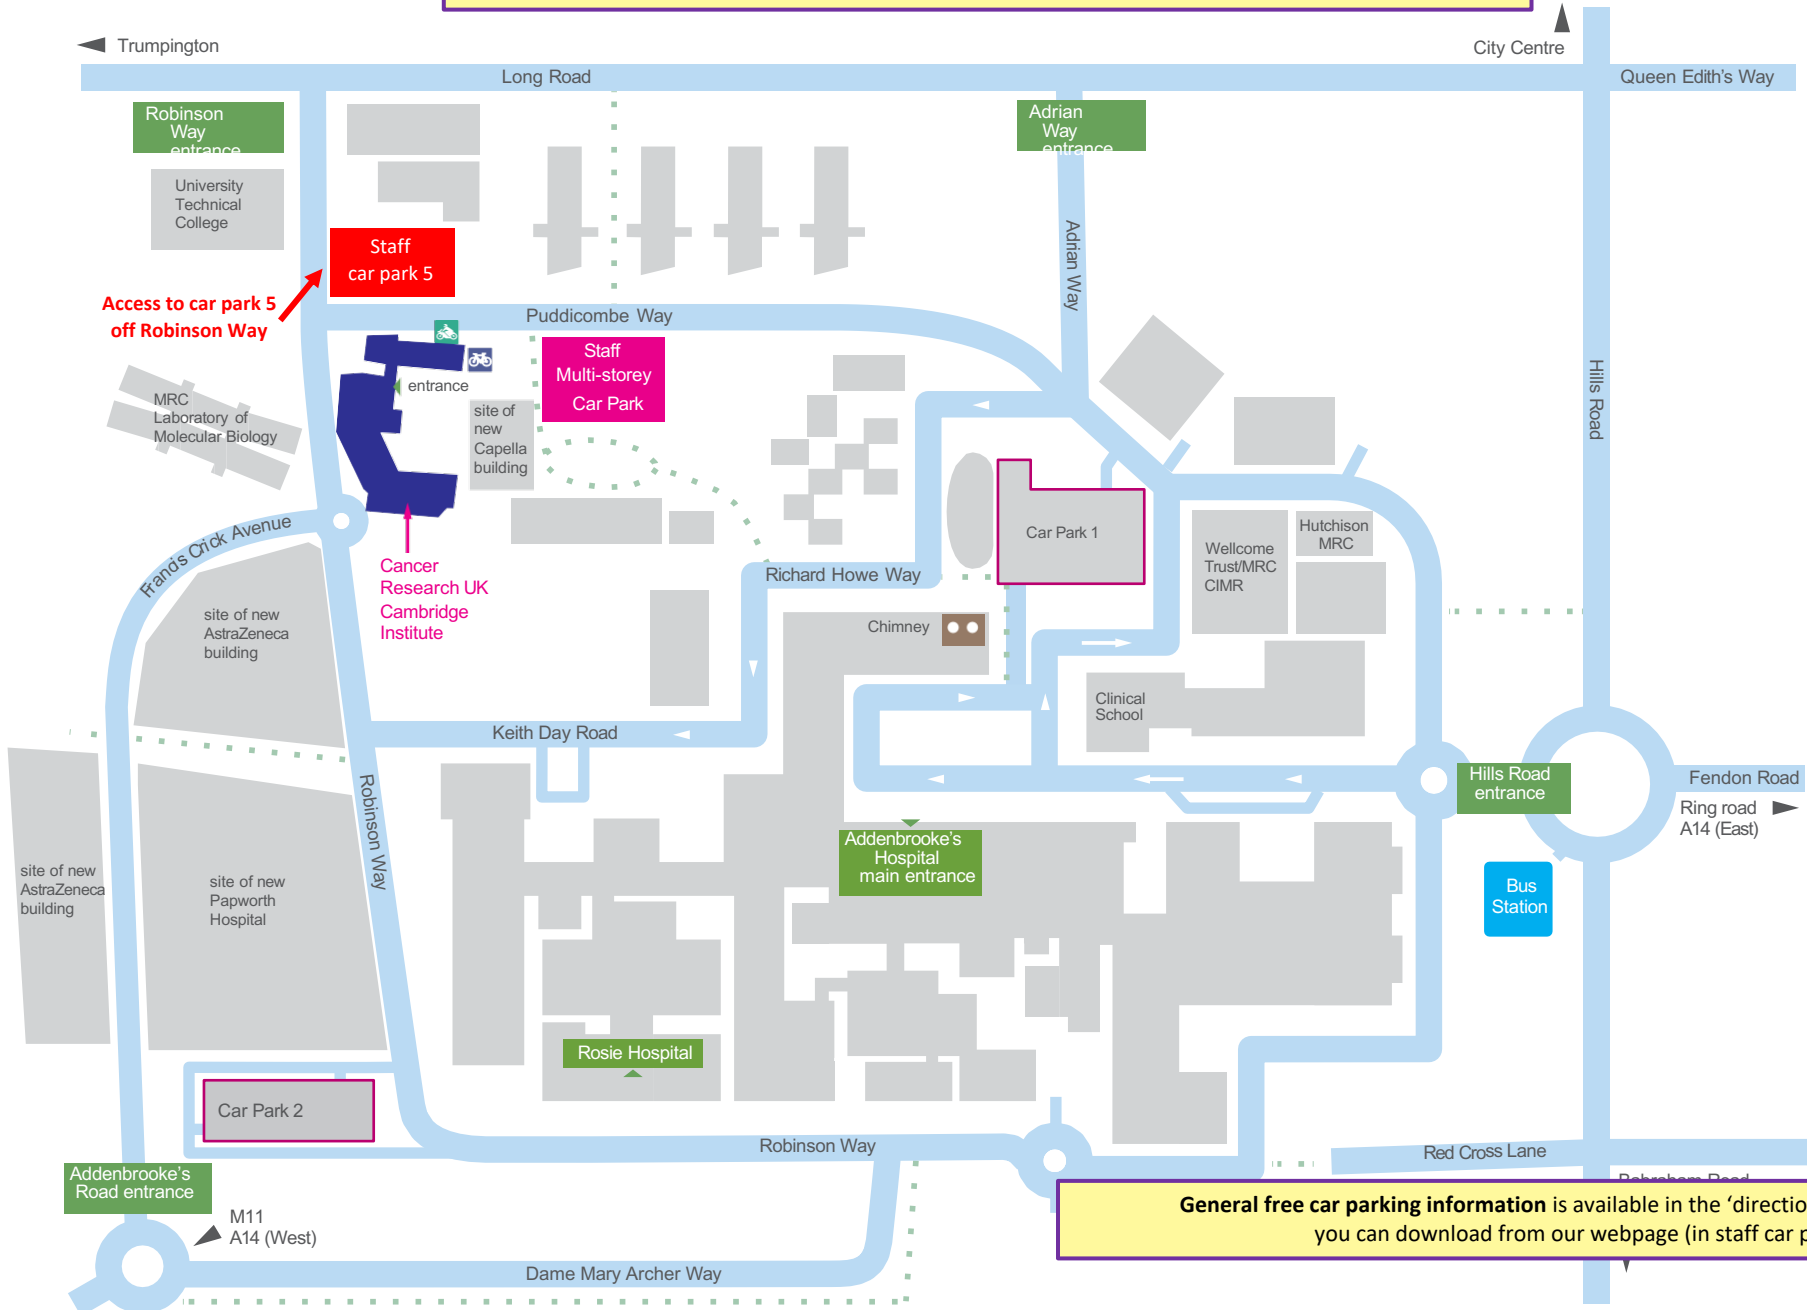 Trumpington
City Centre
Long Road
Queen Edith's Way
Robinson
Way
entrance
Adrian
Way
entrance
University
Technical
College
Staff
car park 5
Adrian Way
Access to car park 5
off Robinson Way
Puddicombe Way
Staff
Multi-storey
Car Park
entrance
Hills Road
MRC
Laboratory of
Molecular Biology
site of
new
Capella
building
Francis Crick Avenue
Car Park 1
Wellcome
Trust/MRC
CIMR
Hutchison
MRC
Cancer
Research UK
Cambridge
Institute
Richard Howe Way
site of new
AstraZeneca
building
Chimney
Clinical
School
Keith Day Road
Robinson Way
Hills Road
entrance
Fendon Road
Ring road
A14 (East)
Addenbrooke's
Hospital
main entrance
site of new
AstraZeneca
building
site of new
Papworth
Hospital
Bus
Station
Rosie Hospital
Car Park 2
Robinson Way
Red Cross Lane
Addenbrooke's
Road entrance
M11
A14 (West)
General free car parking information is available in the ‘directio
you can download from our webpage (in staff car p
Dame Mary Archer Way